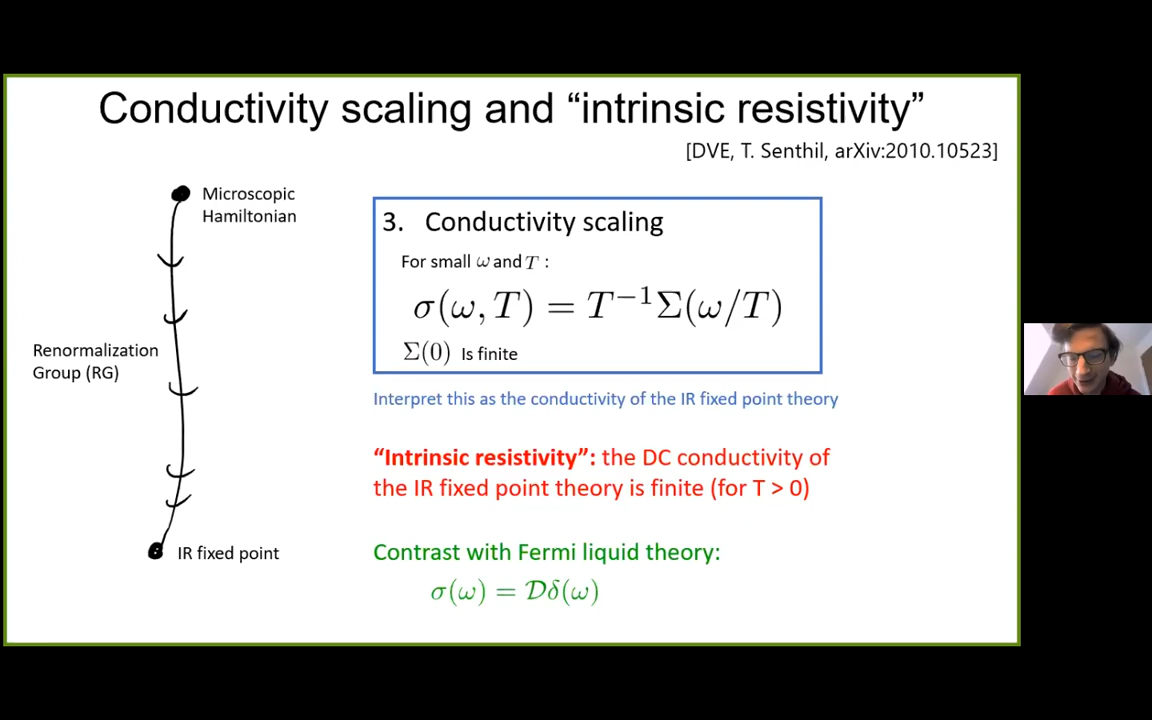 Conductivity scaling and “intrinsic resistivity”
[DVE, T. Senthil, arXiv:2010.10523]
Microscopic
Hamiltonian
Renormalization
Group (RG)
IR fixed point
3. Conductivity scaling
For small ω and T :
σ(ω, T) = T⁻¹Σ(ω/T)
Σ(0) Is finite
Interpret this as the conductivity of the IR fixed point theory
“Intrinsic resistivity”: the DC conductivity of
the IR fixed point theory is finite (for T > 0)
Contrast with Fermi liquid theory:
σ(ω) = 𝒟δ(ω)